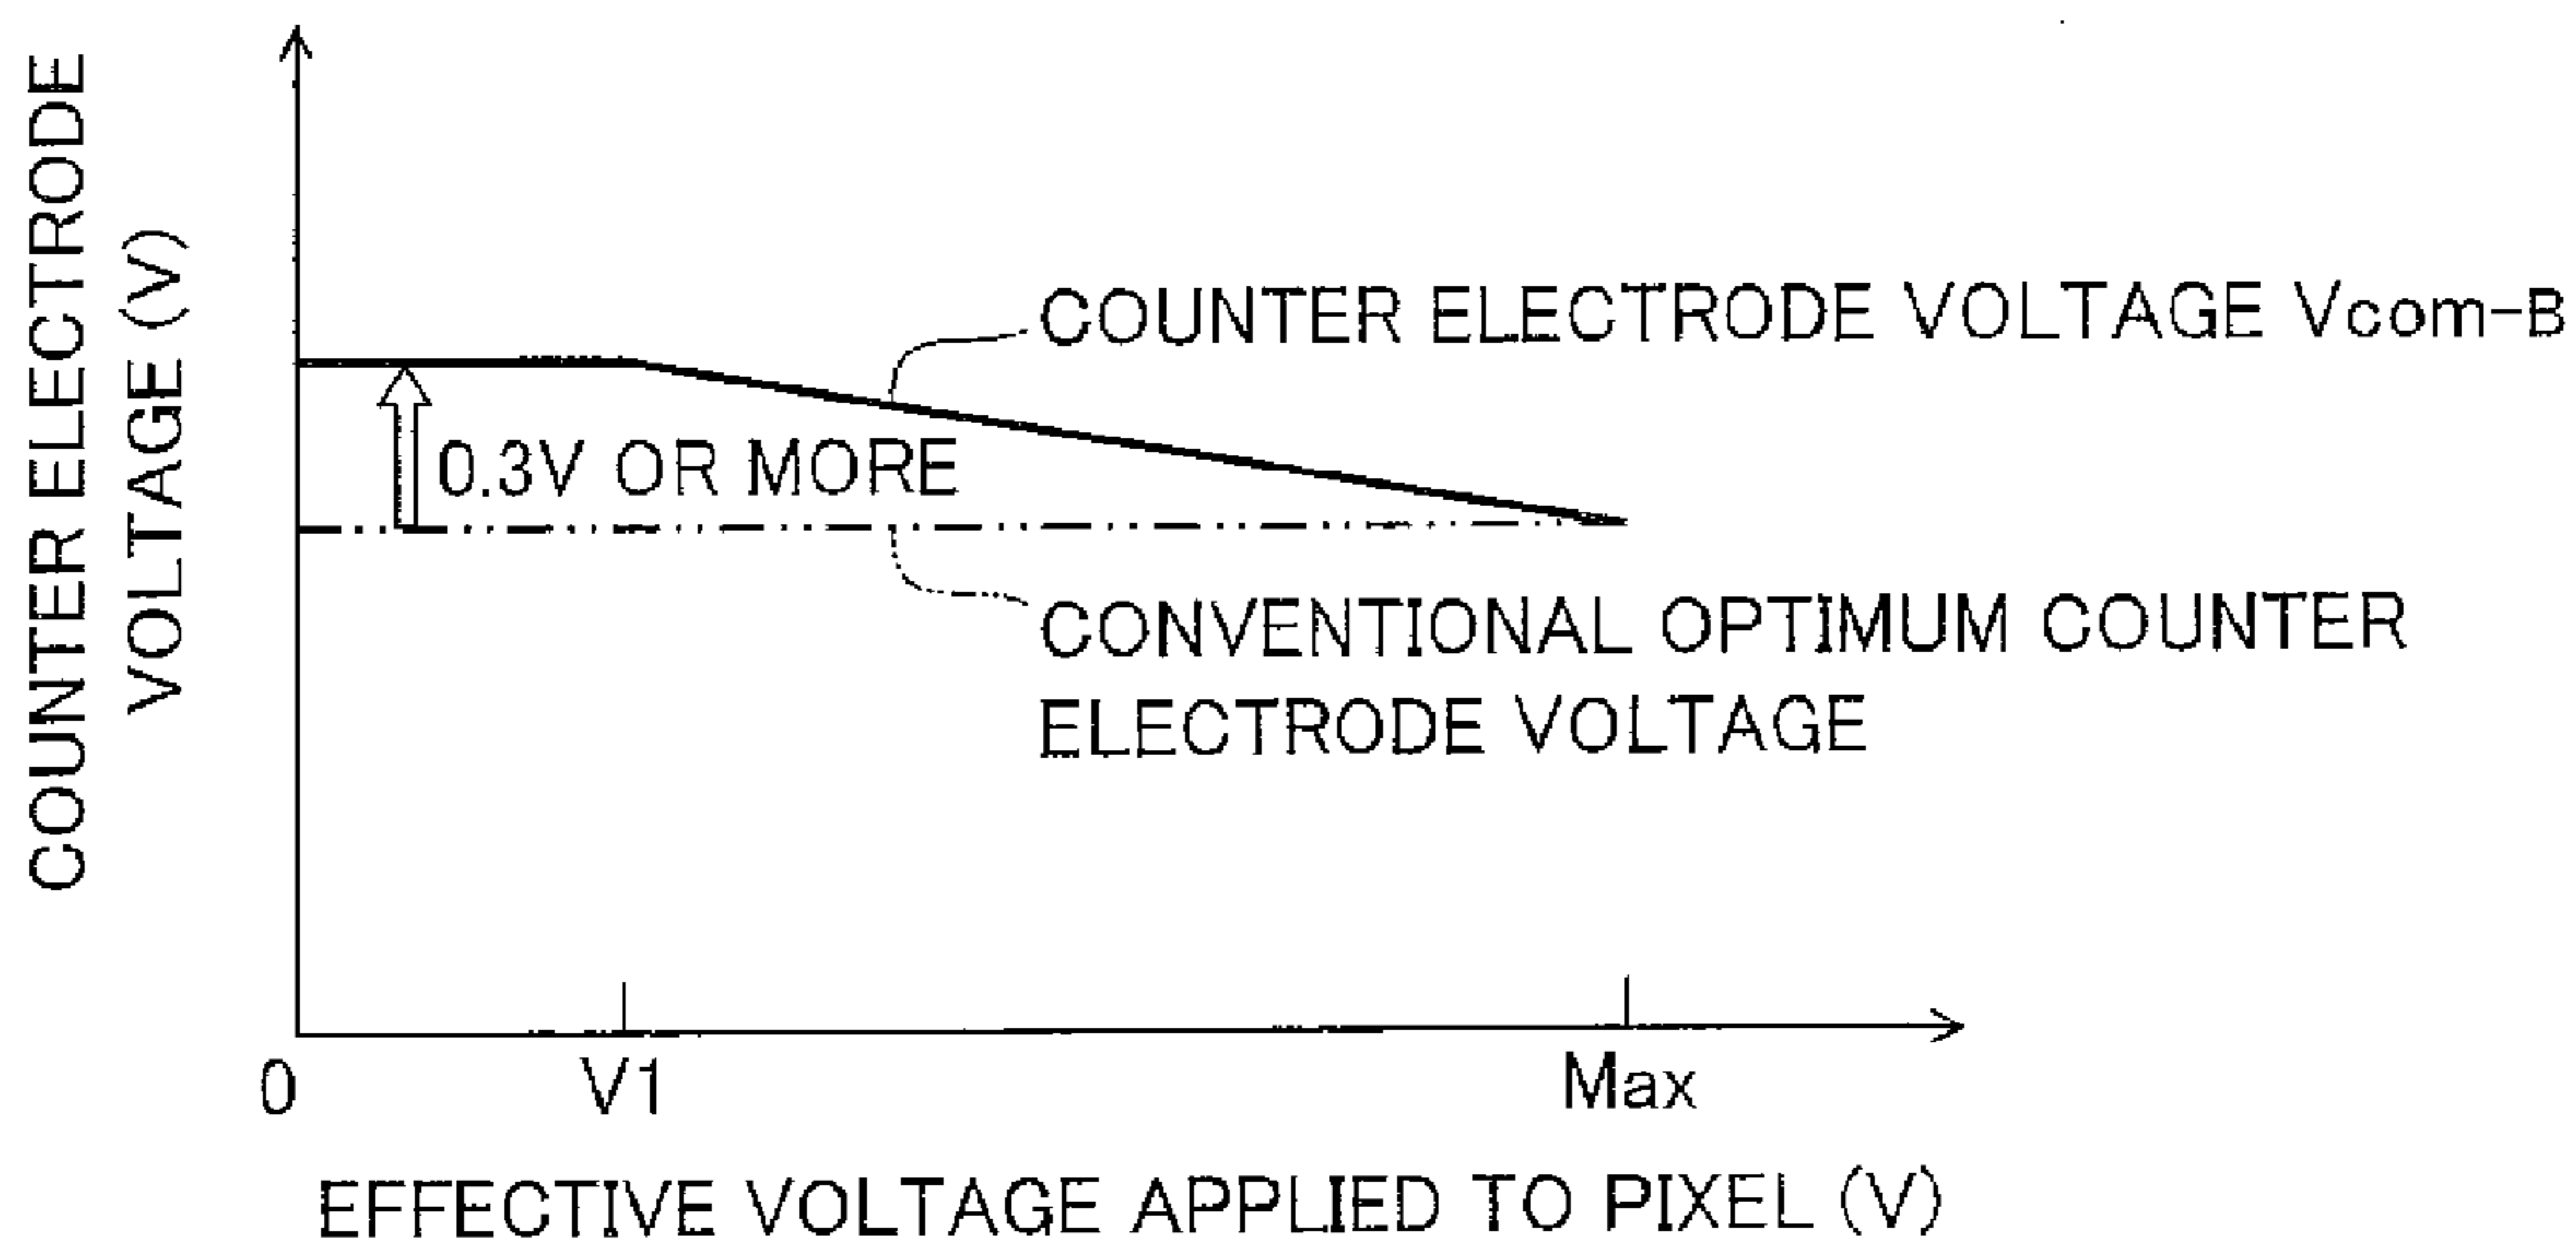 COUNTER ELECTRODE
VOLTAGE (V)
COUNTER ELECTRODE VOLTAGE Vcom-B
0.3V OR MORE
CONVENTIONAL OPTIMUM COUNTER
ELECTRODE VOLTAGE
0
V1
Max
EFFECTIVE VOLTAGE APPLIED TO PIXEL (V)